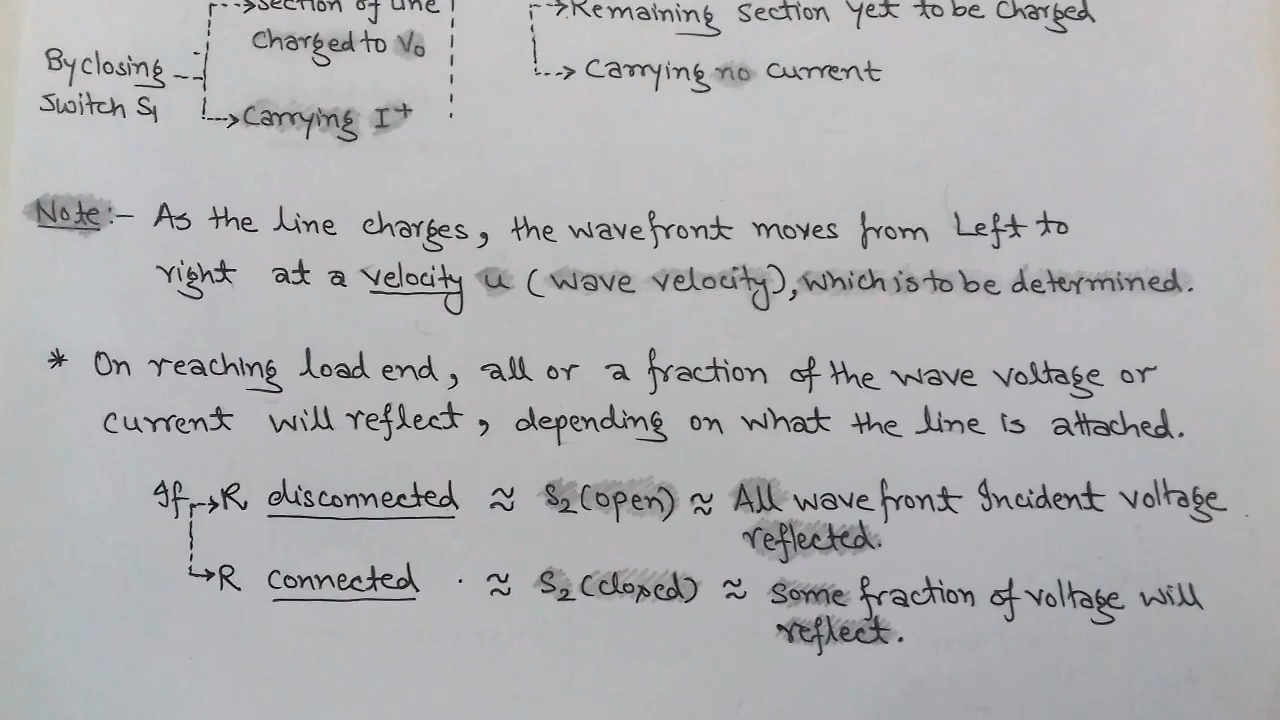 section of line
charged to V₀
By closing
Switch S₁
Carrying I⁺
Remaining section yet to be charged
Carrying no current
Note:- As the line charges, the wavefront moves from Left to
right at a velocity u (wave velocity), which is to be determined.
* On reaching load end, all or a fraction of the wave voltage or
current will reflect, depending on what the line is attached.
If → R disconnected ≈ S₂ (open) ≈ All wavefront Incident voltage
reflected.
→ R connected ≈ S₂ (closed) ≈ some fraction of voltage will
reflect.